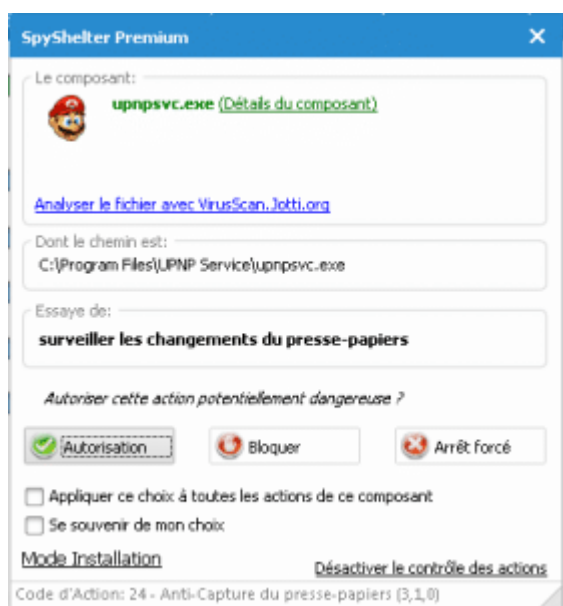 SpyShelter Premium
Le composant:
upnpsvc.exe (Détails du composant)
Analyser le fichier avec VirusScan.Jotti.org
Dont le chemin est:
C:\Program Files\UPNP Service\upnpsvc.exe
Essaye de:
surveiller les changements du presse-papiers
Autoriser cette action potentiellement dangereuse ?
Autorisation Bloquer Arrêt forcé
Appliquer ce choix à toutes les actions de ce composant
Se souvenir de mon choix
Mode Installation Désactiver le contrôle des actions
Code d'Action: 24 - Anti-Capture du presse-papiers (3,1,0)